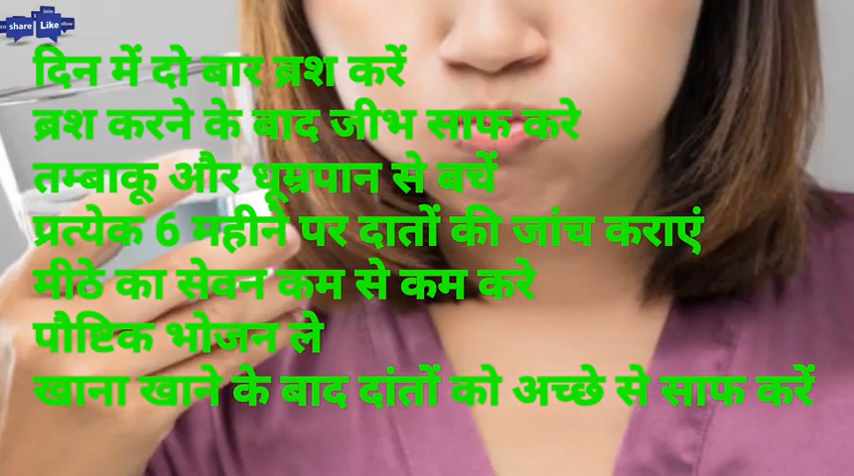 share Like
दिन में दो बार ब्रश करें
ब्रश करने के बाद जीभ साफ करे
तम्बाकू और धूम्रपान से बचें
प्रत्येक 6 महीने पर दातों की जांच कराएं
मीठे का सेवन कम से कम करे
पौष्टिक भोजन ले
खाना खाने के बाद दांतों को अच्छे से साफ करें